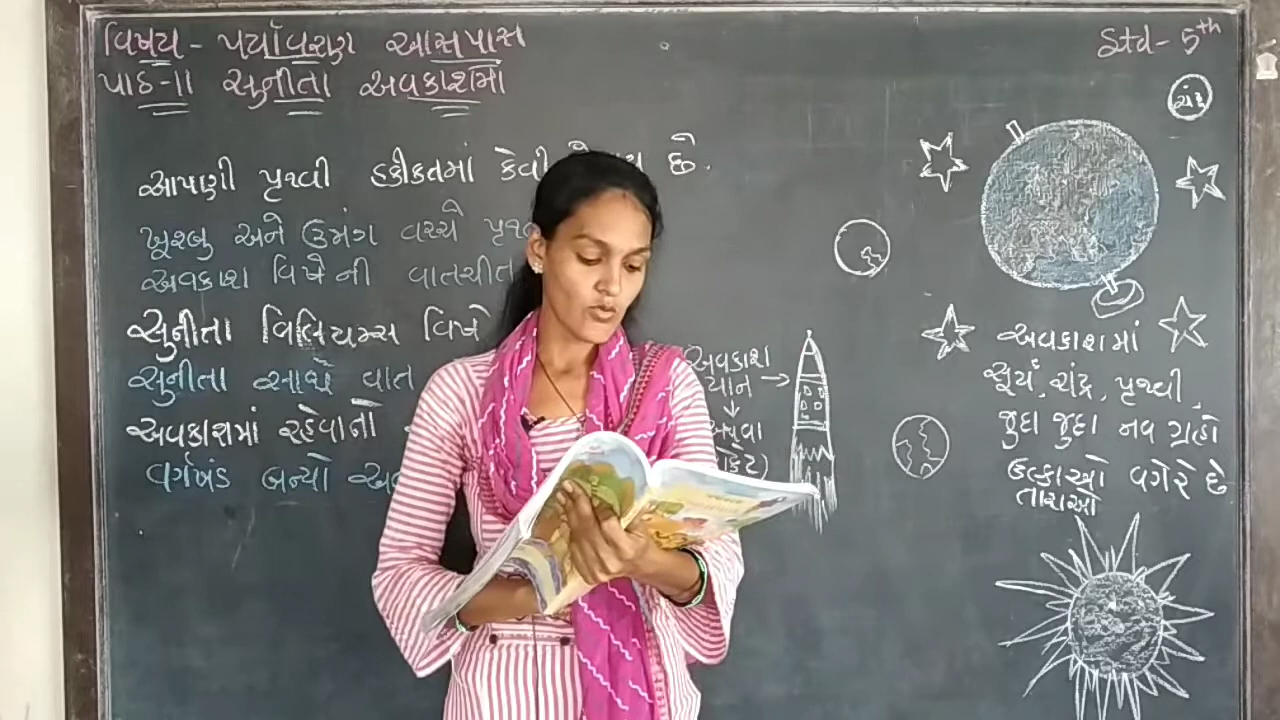 વિષય - પર્યાવરણ આસપાસ
Std - 5th
પાઠ-11 સુનીતા અવકાશમાં
ચંદ્ર
આપણી પૃથ્વી હકીકતમાં કેવી છે.
ખૂશ્બુ અને ઉમંગ વચ્ચે
અવકાશ વિષેની વાતચીત
સુનીતા વિલિયમ્સ વિષે
સુનીતા સાથે વાત
અવકાશમાં રહેવાનો
વર્ગખંડ બન્યો
અવકાશ
યાન
અવકાશમાં
સૂર્ય, ચંદ્ર, પૃથ્વી,
જુદા જુદા નવ ગ્રહો
ઉલ્કાઓ વગેરે છે
તારાઓ